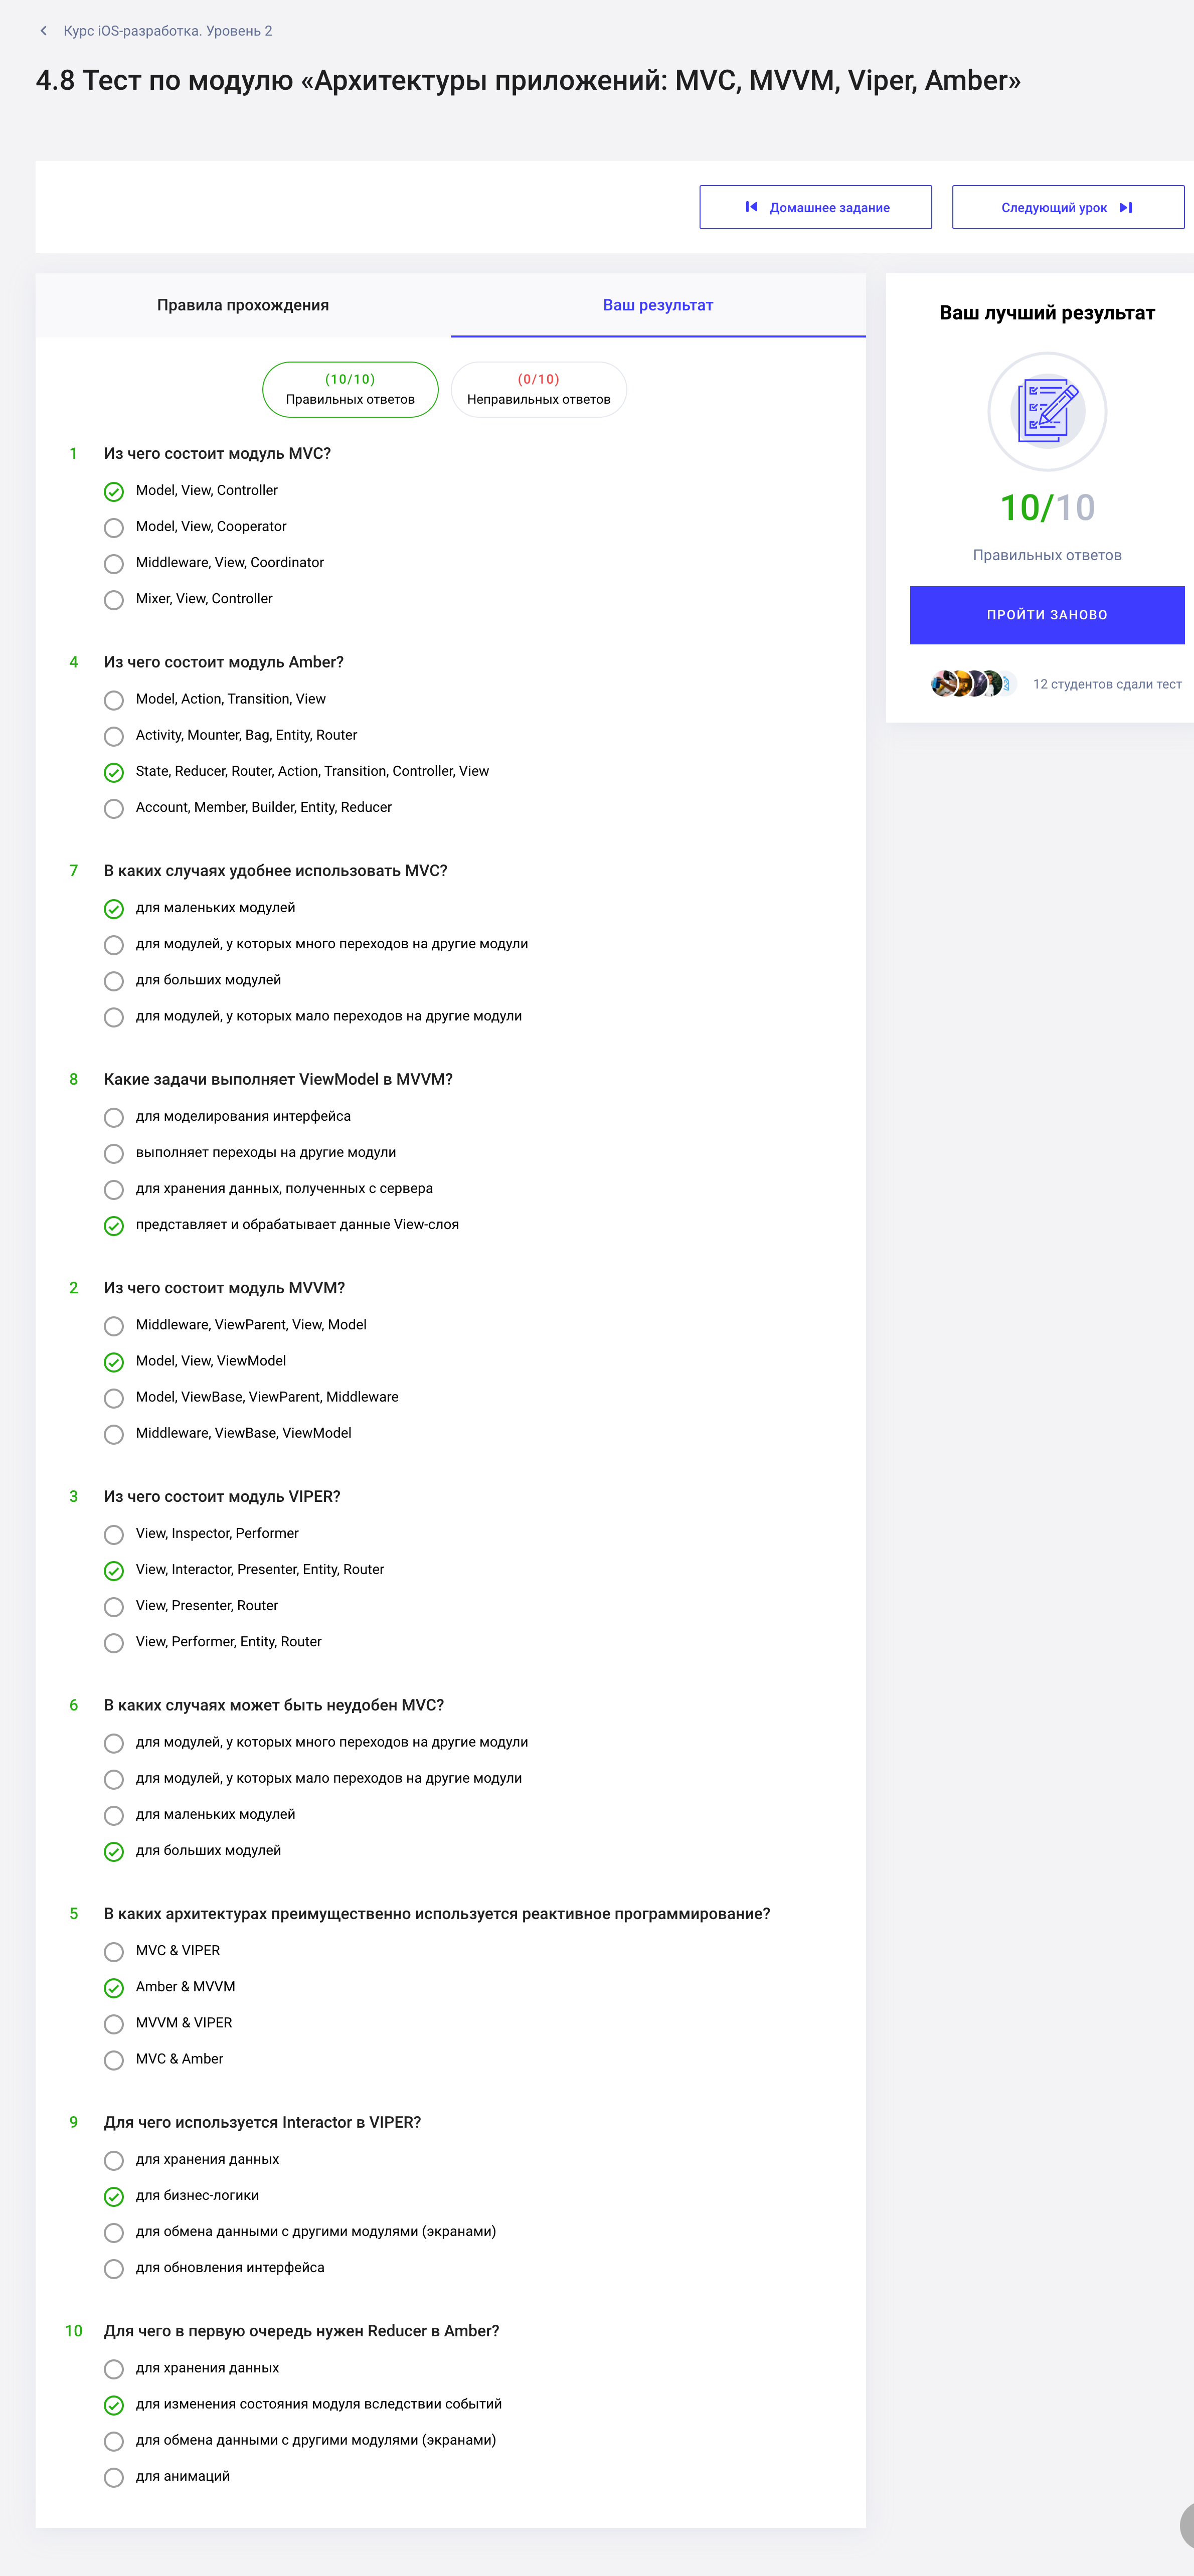 Курс iOS-разработка. Уровень 2
4.8 Тест по модулю «Архитектуры приложений: MVC, MVVM, Viper, Amber»
Домашнее задание
Следующий урок
Правила прохождения
Ваш результат
(10/10)
Правильных ответов
(0/10)
Неправильных ответов
1 Из чего состоит модуль MVC?
Model, View, Controller
Model, View, Cooperator
Middleware, View, Coordinator
Mixer, View, Controller
4 Из чего состоит модуль Amber?
Model, Action, Transition, View
Activity, Mounter, Bag, Entity, Router
State, Reducer, Router, Action, Transition, Controller, View
Account, Member, Builder, Entity, Reducer
7 В каких случаях удобнее использовать MVC?
для маленьких модулей
для модулей, у которых много переходов на другие модули
для больших модулей
для модулей, у которых мало переходов на другие модули
8 Какие задачи выполняет ViewModel в MVVM?
для моделирования интерфейса
выполняет переходы на другие модули
для хранения данных, полученных с сервера
представляет и обрабатывает данные View-слоя
2 Из чего состоит модуль MVVM?
Middleware, ViewParent, View, Model
Model, View, ViewModel
Model, ViewBase, ViewParent, Middleware
Middleware, ViewBase, ViewModel
3 Из чего состоит модуль VIPER?
View, Inspector, Performer
View, Interactor, Presenter, Entity, Router
View, Presenter, Router
View, Performer, Entity, Router
6 В каких случаях может быть неудобен MVC?
для модулей, у которых много переходов на другие модули
для модулей, у которых мало переходов на другие модули
для маленьких модулей
для больших модулей
5 В каких архитектурах преимущественно используется реактивное программирование?
MVC & VIPER
Amber & MVVM
MVVM & VIPER
MVC & Amber
9 Для чего используется Interactor в VIPER?
для хранения данных
для бизнес-логики
для обмена данными с другими модулями (экранами)
для обновления интерфейса
10 Для чего в первую очередь нужен Reducer в Amber?
для хранения данных
для изменения состояния модуля вследствии событий
для обмена данными с другими модулями (экранами)
для анимаций
Ваш лучший результат
10/10
Правильных ответов
ПРОЙТИ ЗАНОВО
12 студентов сдали тест